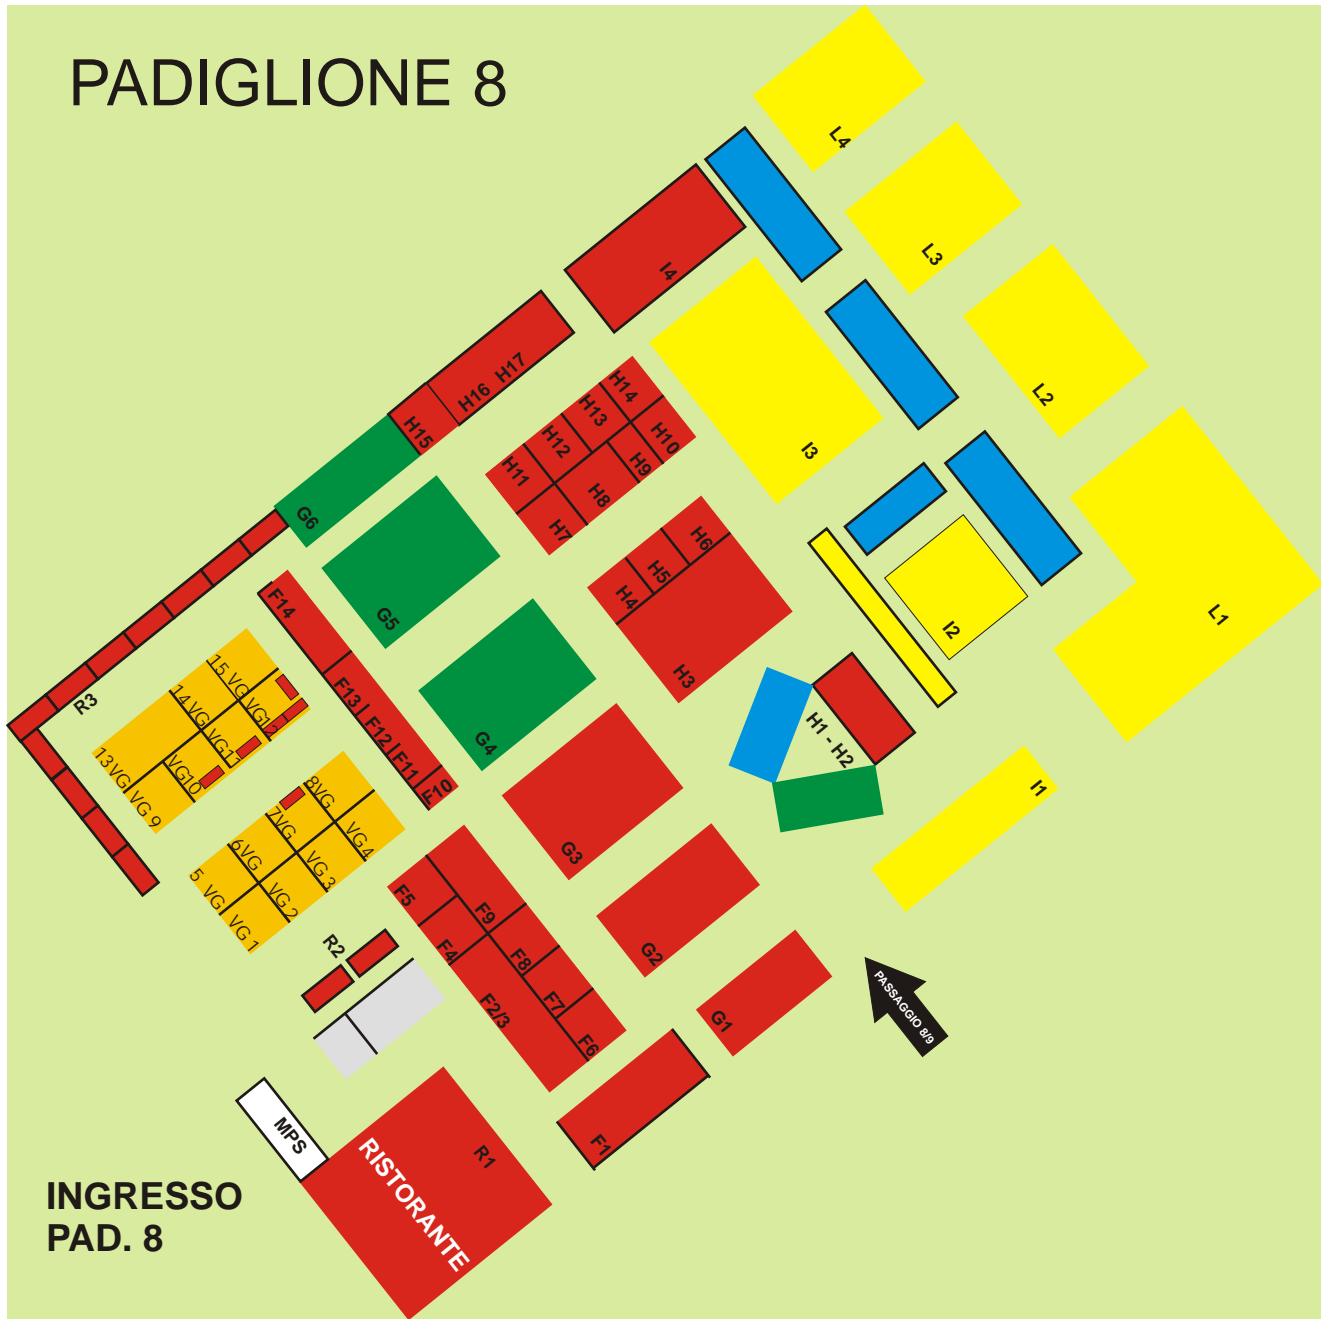 PADIGLIONE 8
L4
L3
L2
L1
I4
I3
I2
I1
H17
H16
H15
H14
H13
H12
H11
H10
H9
H8
H7
H6
H5
H4
H3
H1 - H2
G6
G5
G4
G3
G2
G1
F14
F13
F12
F11
F10
F9
F8
F7
F6
F5
F4
F2/3
F1
R3
15 VG
14 VG
13 VG
VG12
VG11
VG10
VG 9
8VG
7VG
6VG
5 VG
VG 4
VG 3
VG 2
VG 1
R2
PASSAGGIO 8/9
MPS
R1
RISTORANTE
INGRESSO
PAD. 8